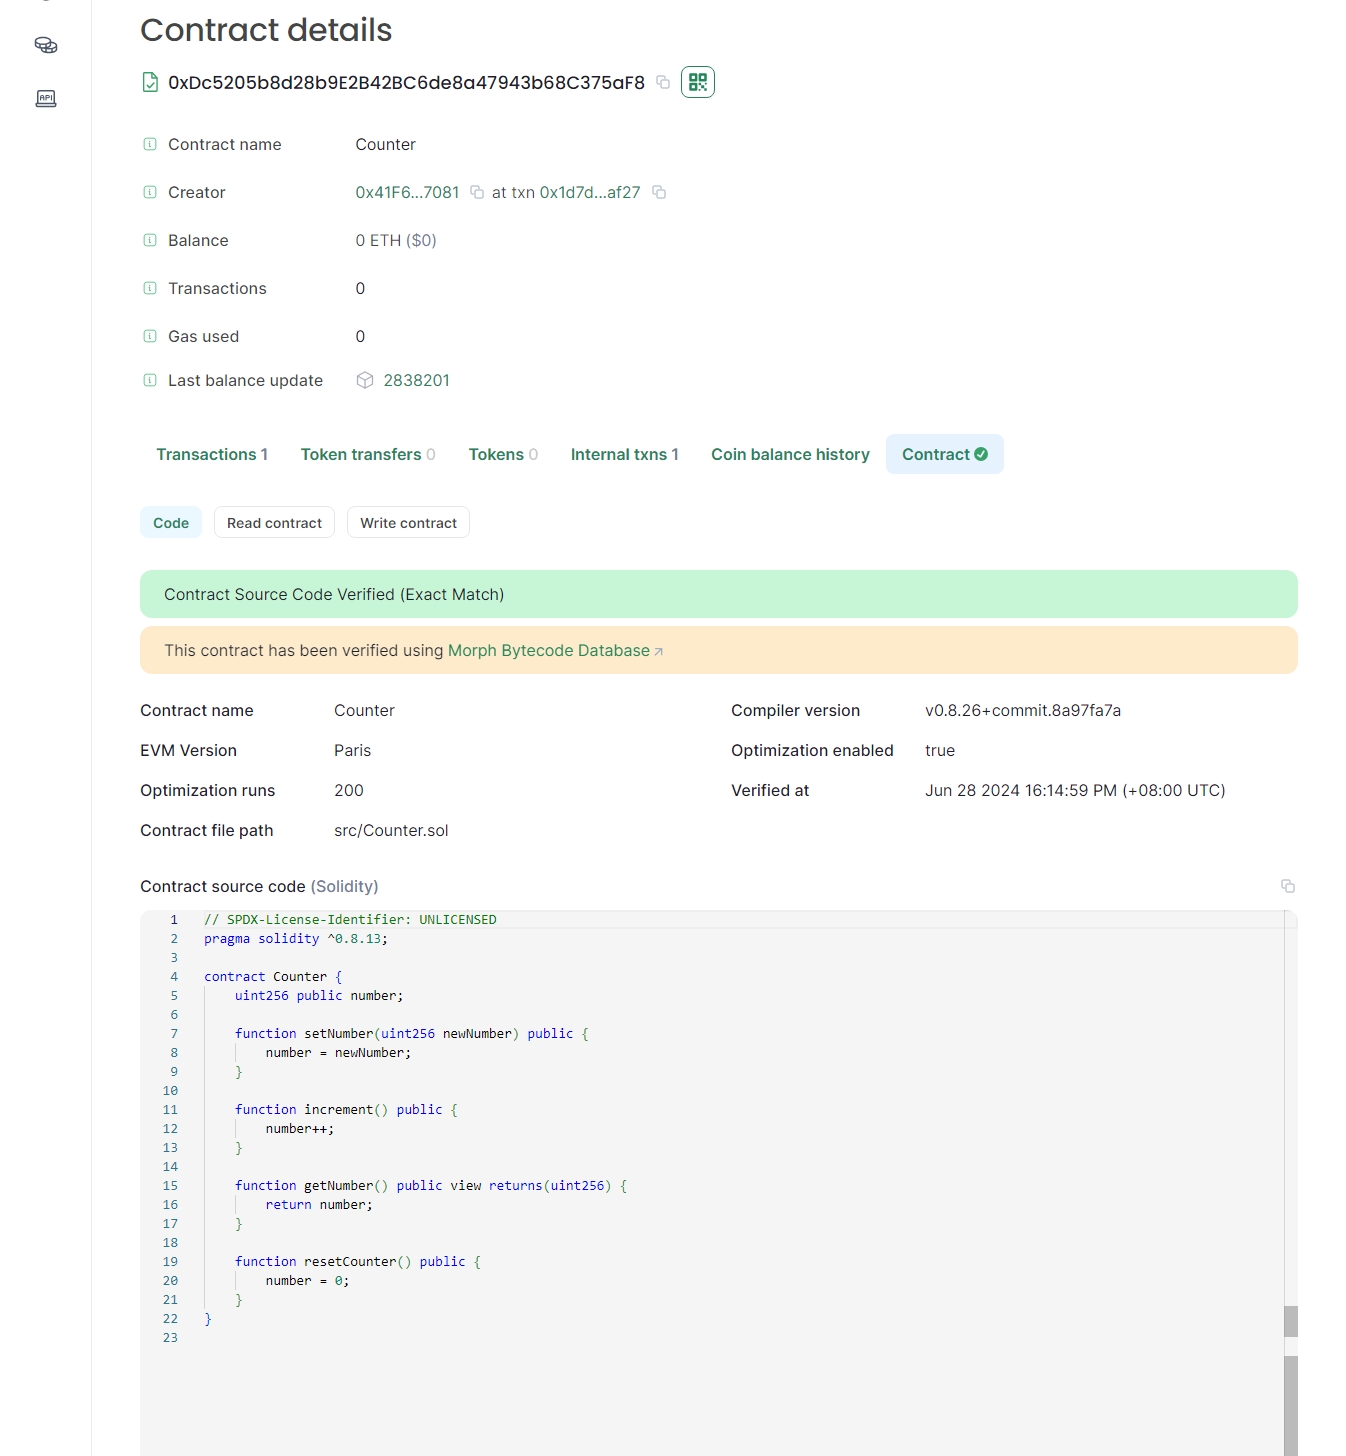 Contract details
0xDc5205b8d28b9E2B42BC6de8a47943b68C375aF8
API
Contract name Counter
Creator 0x41F6...7081 at txn 0x1d7d...af27
Balance 0 ETH ($0)
Transactions 0
Gas used 0
Last balance update 2838201
Transactions 1 Token transfers 0 Tokens 0 Internal txns 1 Coin balance history Contract
Code Read contract Write contract
Contract Source Code Verified (Exact Match)
This contract has been verified using Morph Bytecode Database
Contract name Counter Compiler version v0.8.26+commit.8a97fa7a
EVM Version Paris Optimization enabled true
Optimization runs 200 Verified at Jun 28 2024 16:14:59 PM (+08:00 UTC)
Contract file path src/Counter.sol
Contract source code (Solidity)
1 // SPDX-License-Identifier: UNLICENSED
2 pragma solidity ^0.8.13;
3
4 contract Counter {
5 uint256 public number;
6
7 function setNumber(uint256 newNumber) public {
8 number = newNumber;
9 }
10
11 function increment() public {
12 number++;
13 }
14
15 function getNumber() public view returns(uint256) {
16 return number;
17 }
18
19 function resetCounter() public {
20 number = 0;
21 }
22 }
23